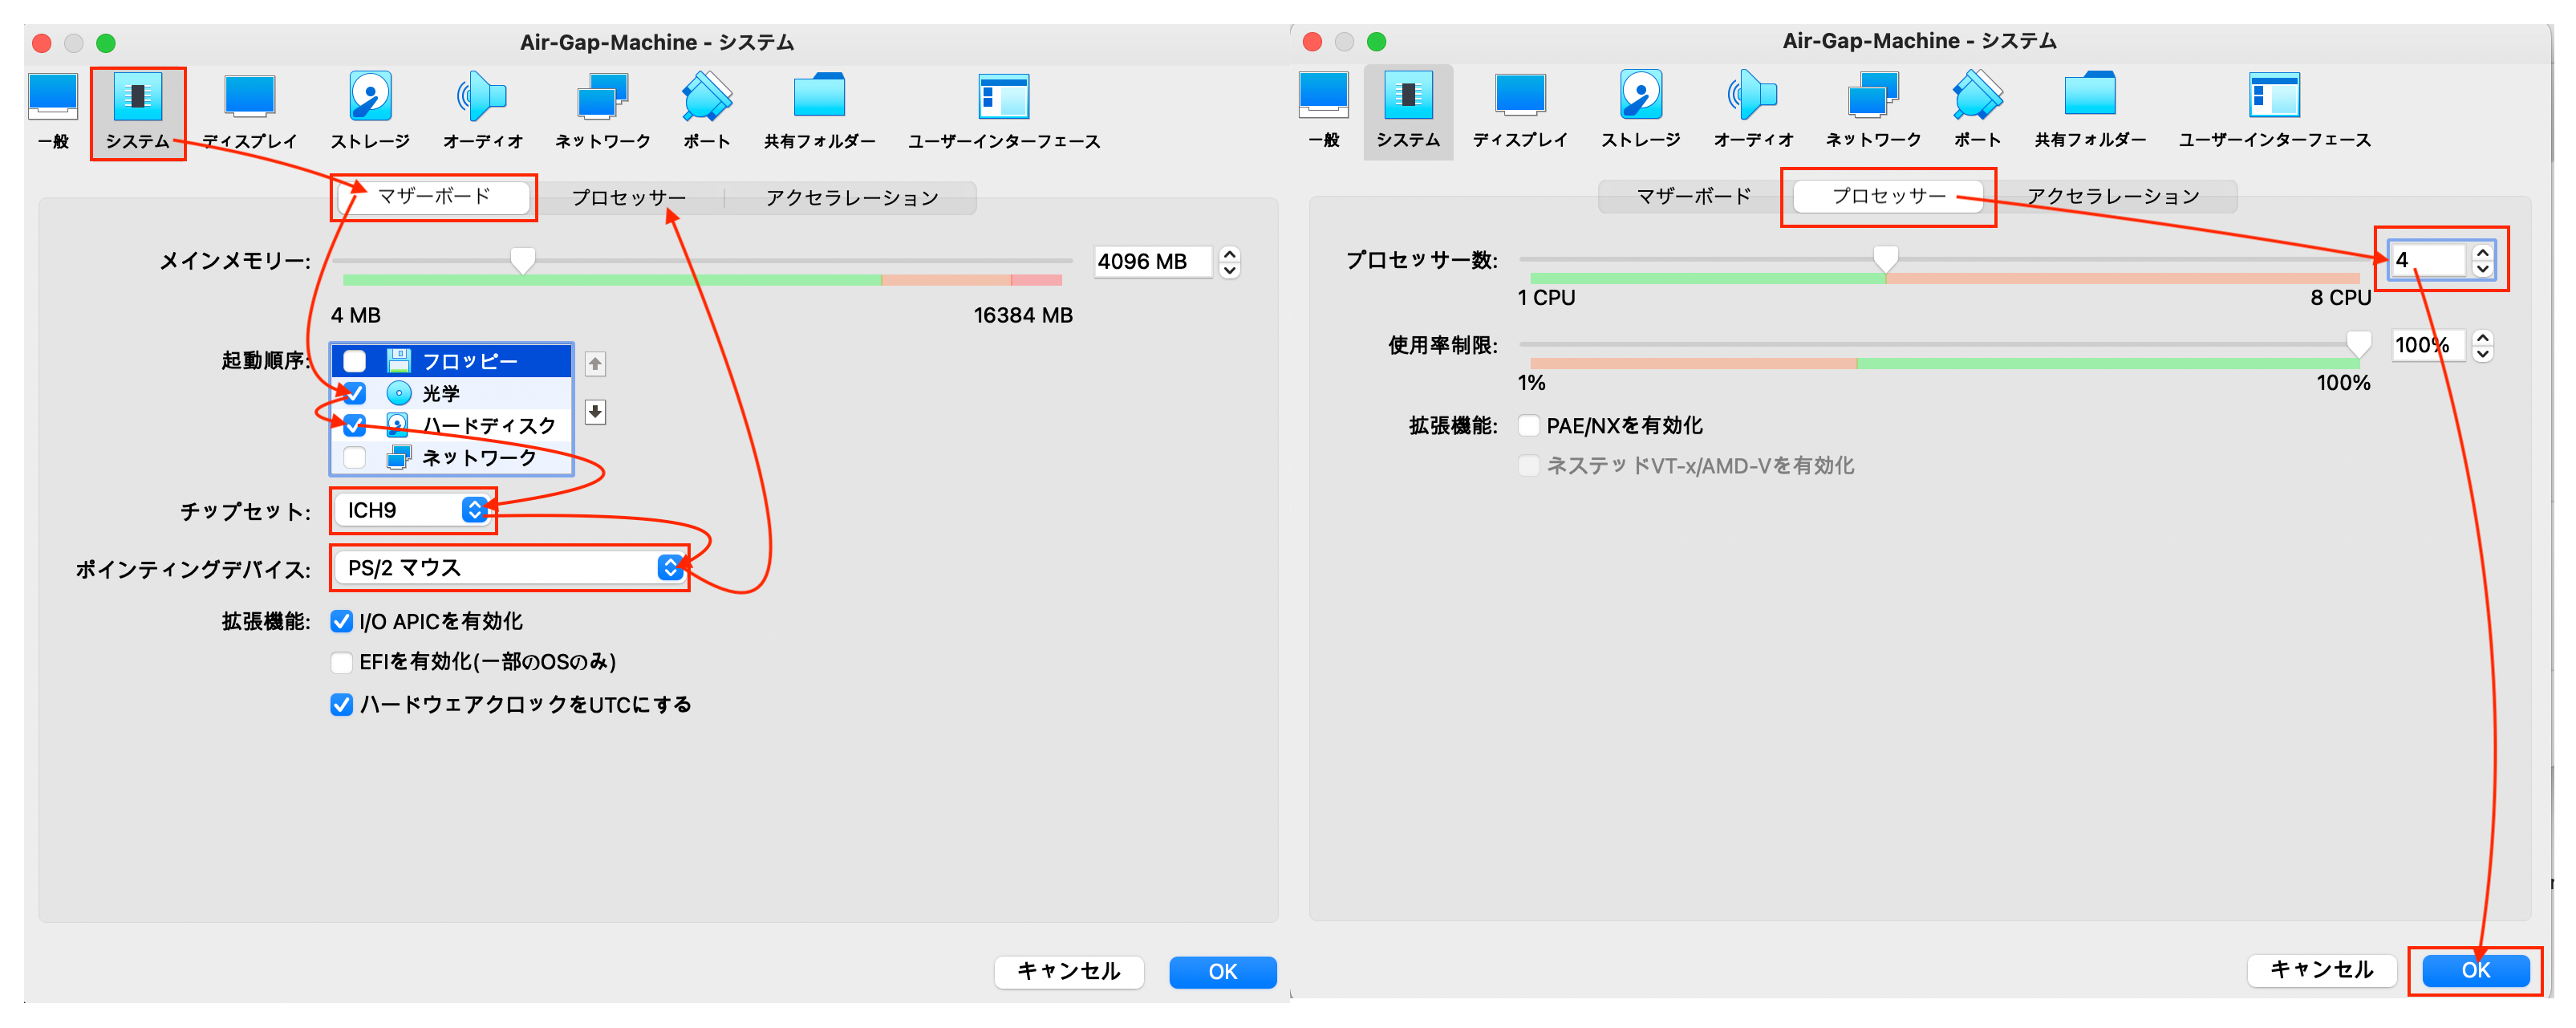 Air-Gap-Machine - システム
一般 システム ディスプレイ ストレージ オーディオ ネットワーク ポート 共有フォルダー ユーザーインターフェース
マザーボード プロセッサー アクセラレーション
メインメモリー: 4096 MB
4 MB 16384 MB
起動順序: フロッピー
光学
ハードディスク
ネットワーク
チップセット: ICH9
ポインティングデバイス: PS/2 マウス
拡張機能: I/O APICを有効化
EFIを有効化(一部のOSのみ)
ハードウェアクロックをUTCにする
キャンセル OK
Air-Gap-Machine - システム
一般 システム ディスプレイ ストレージ オーディオ ネットワーク ポート 共有フォルダー ユーザーインターフェース
マザーボード プロセッサー アクセラレーション
プロセッサー数: 4
1 CPU 8 CPU
使用率制限: 100%
1% 100%
拡張機能: PAE/NXを有効化
ネステッドVT-x/AMD-Vを有効化
キャンセル OK